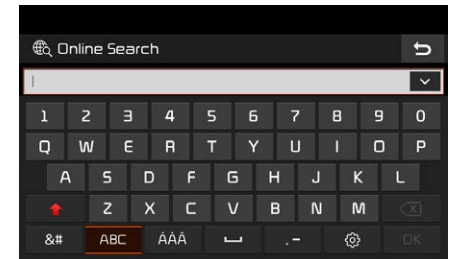 Online Search
1 2 3 4 5 6 7 8 9 0
Q W E R T Y U I O P
A S D F G H J K L
Z X C V B N M
&# ABC ÁÀÂ .- OK